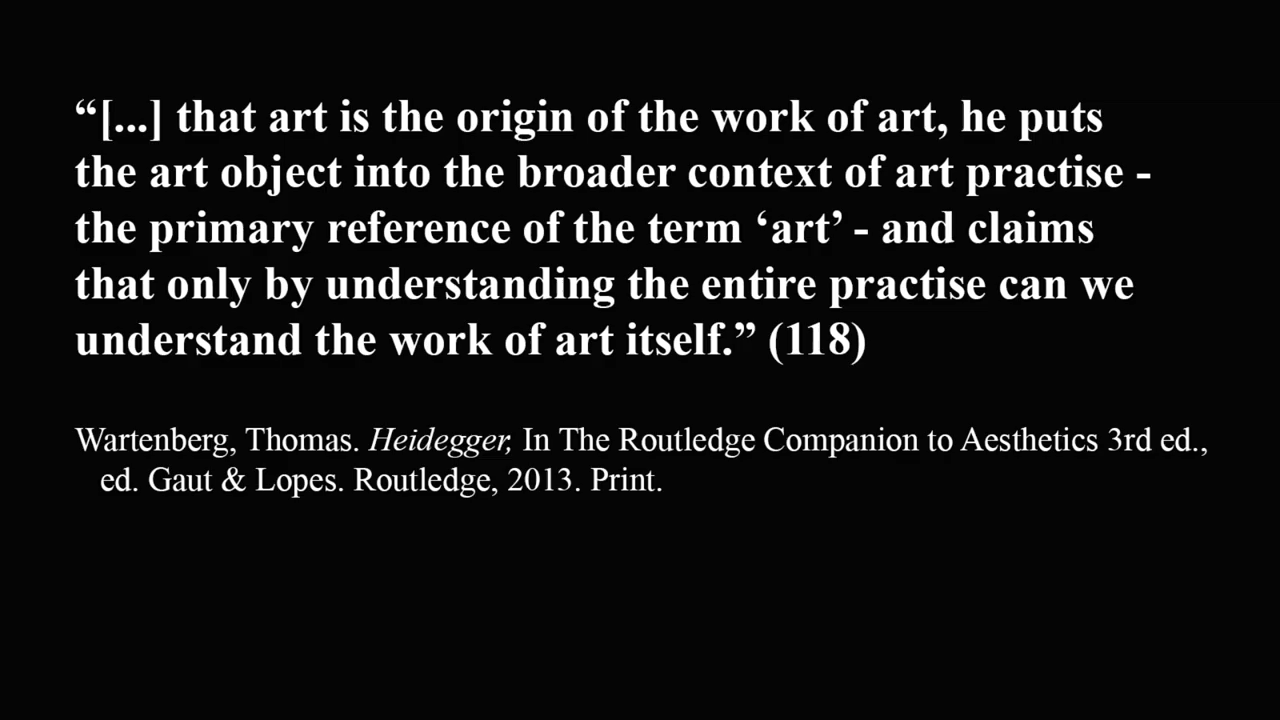 “[...] that art is the origin of the work of art, he puts
the art object into the broader context of art practise -
the primary reference of the term ‘art’ - and claims
that only by understanding the entire practise can we
understand the work of art itself.” (118)
Wartenberg, Thomas. Heidegger, In The Routledge Companion to Aesthetics 3rd ed.,
ed. Gaut & Lopes. Routledge, 2013. Print.